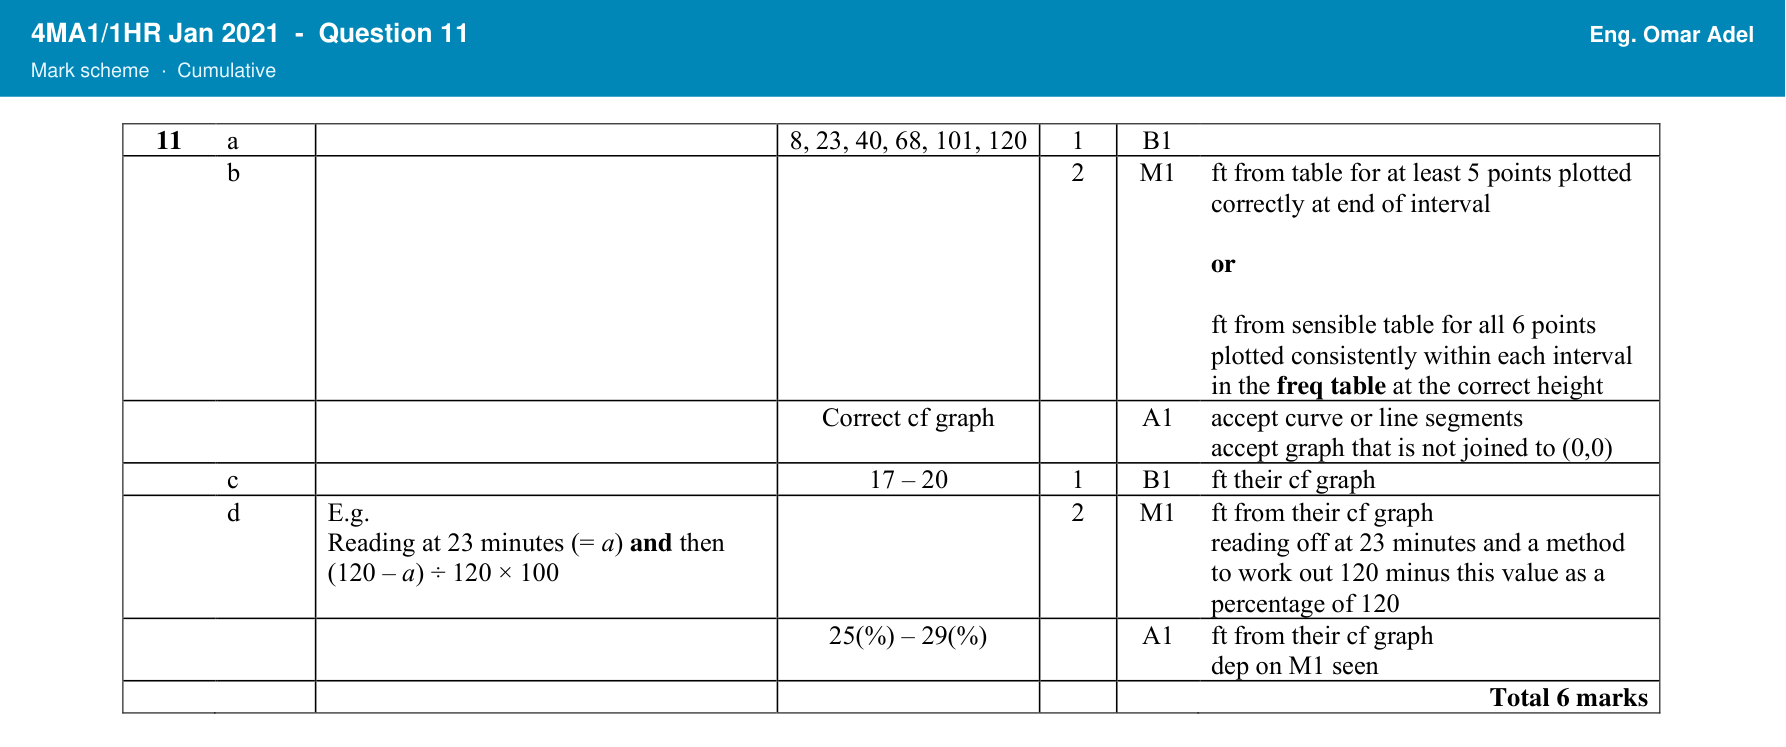 4MA1/1HR Jan 2021 - Question 11
Eng. Omar Adel
Mark scheme · Cumulative
11 a 8, 23, 40, 68, 101, 120 1 B1
b 2 M1 ft from table for at least 5 points plotted
correctly at end of interval
or
ft from sensible table for all 6 points
plotted consistently within each interval
in the freq table at the correct height
Correct cf graph A1 accept curve or line segments
accept graph that is not joined to (0,0)
c 17 – 20 1 B1 ft their cf graph
d E.g. 2 M1 ft from their cf graph
Reading at 23 minutes (= a) and then reading off at 23 minutes and a method
(120 – a) ÷ 120 × 100 to work out 120 minus this value as a
percentage of 120
25(%) – 29(%) A1 ft from their cf graph
dep on M1 seen
Total 6 marks